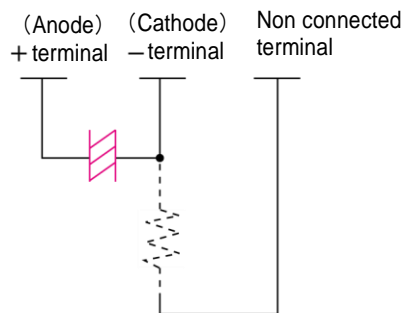 （Anode）
＋terminal
（Cathode）
－terminal
Non connected
terminal